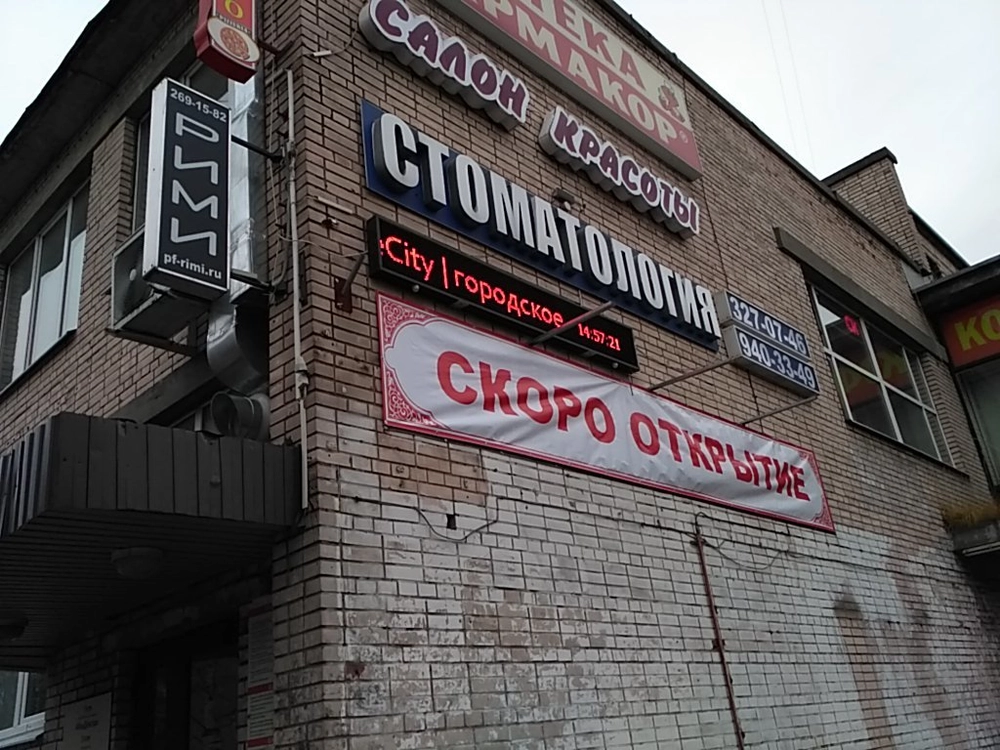 САЛОН
КРАСОТЫ
СТОМАТОЛОГИЯ
327-07-46
940-33-49
City | городское 14:57:21
СКОРО ОТКРЫТИЕ
269-15-82
РИМИ
pf-rimi.ru